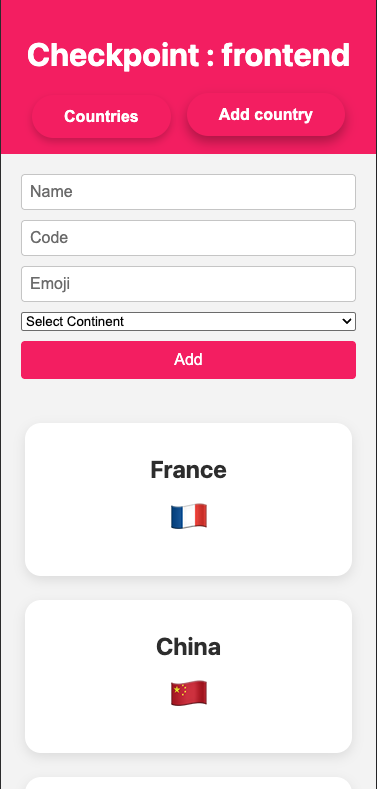 Checkpoint : frontend
Countries
Add country
Name
Code
Emoji
Select Continent
Add
France
China